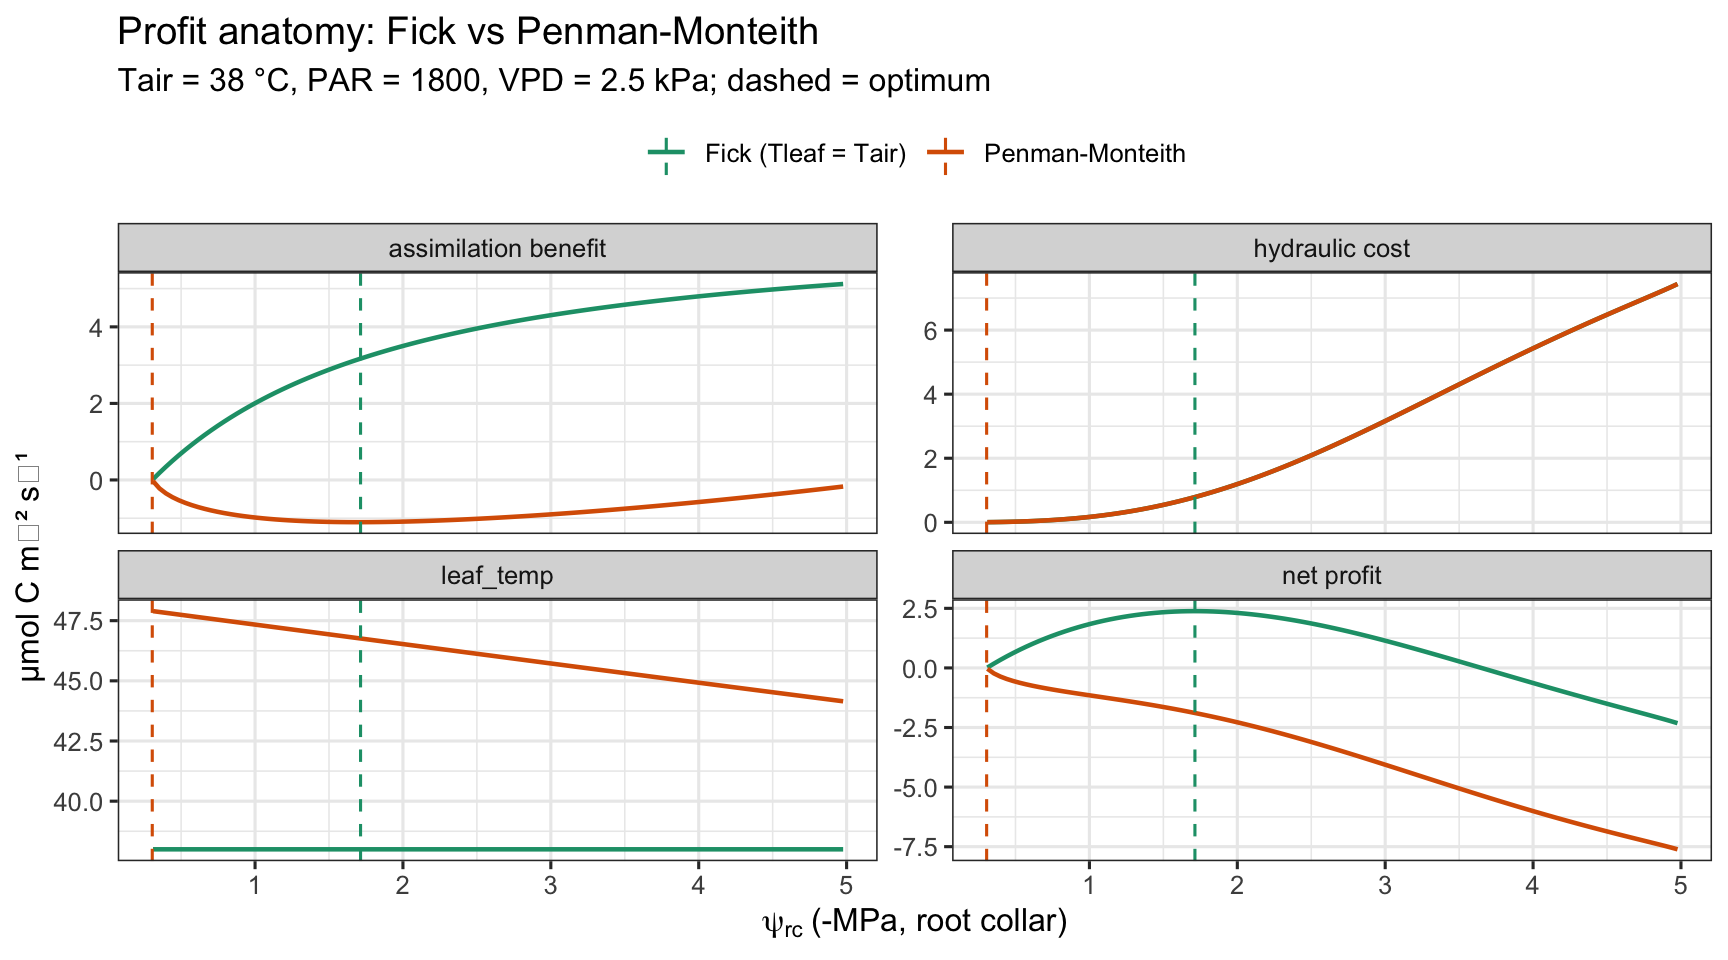 Profit anatomy: Fick vs Penman-Monteith
Tair = 38 °C, PAR = 1800, VPD = 2.5 kPa; dashed = optimum
Fick (Tleaf = Tair) Penman-Monteith
assimilation benefit
4
2
0
hydraulic cost
6
4
2
0
leaf_temp
47.5
45.0
42.5
40.0
1 2 3 4 5
net profit
2.5
0.0
-2.5
-5.0
-7.5
1 2 3 4 5
µmol C m□² s□¹
ψrc (-MPa, root collar)